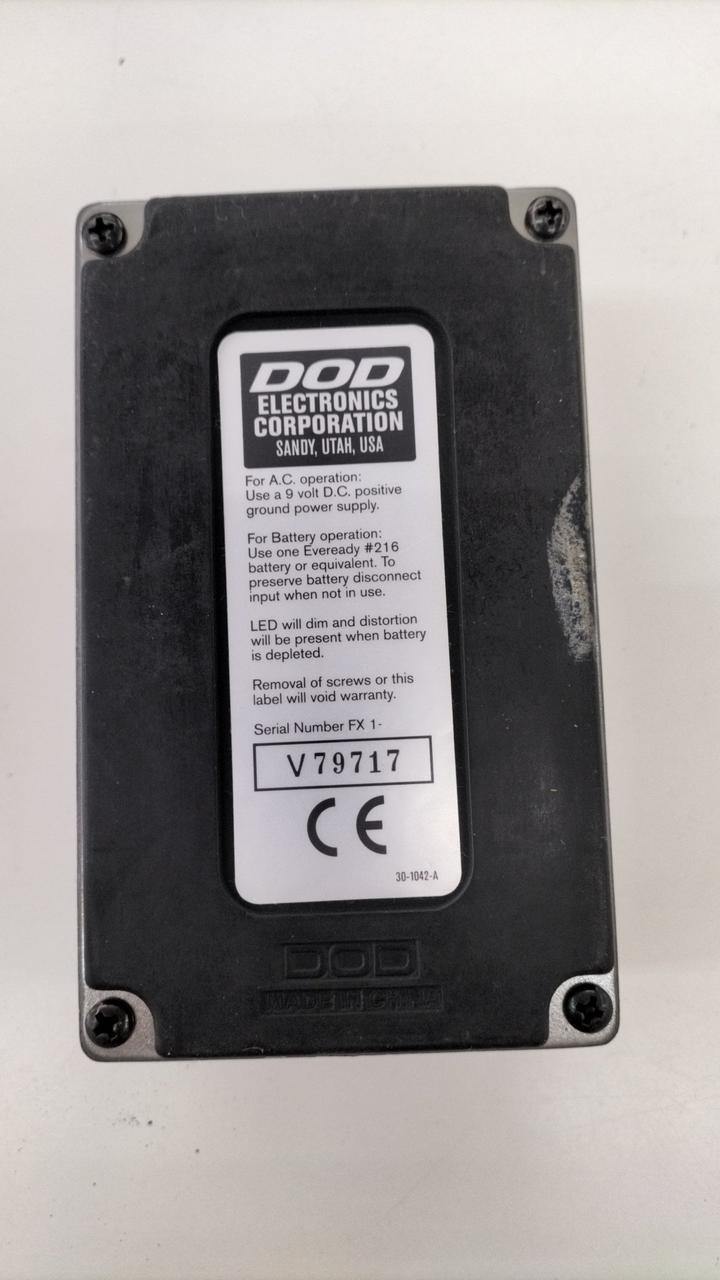 DOD
ELECTRONICS
CORPORATION
SANDY, UTAH, USA
For A.C. operation:
Use a 9 volt D.C. positive
ground power supply.
For Battery operation:
Use one Eveready #216
battery or equivalent. To
preserve battery disconnect
input when not in use.
LED will dim and distortion
will be present when battery
is depleted.
Removal of screws or this
label will void warranty.
Serial Number FX 1-
V79717
CE
30-1042-A
DOD
MADE IN CHINA